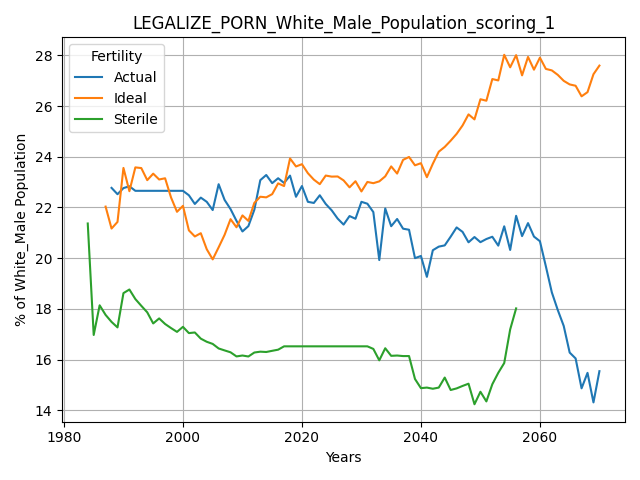 LEGALIZE_PORN_White_Male_Population_scoring_1
Fertility
Actual
Ideal
Sterile
% of White_Male Population
28
26
24
22
20
18
16
14
1980
2000
2020
2040
2060
Years